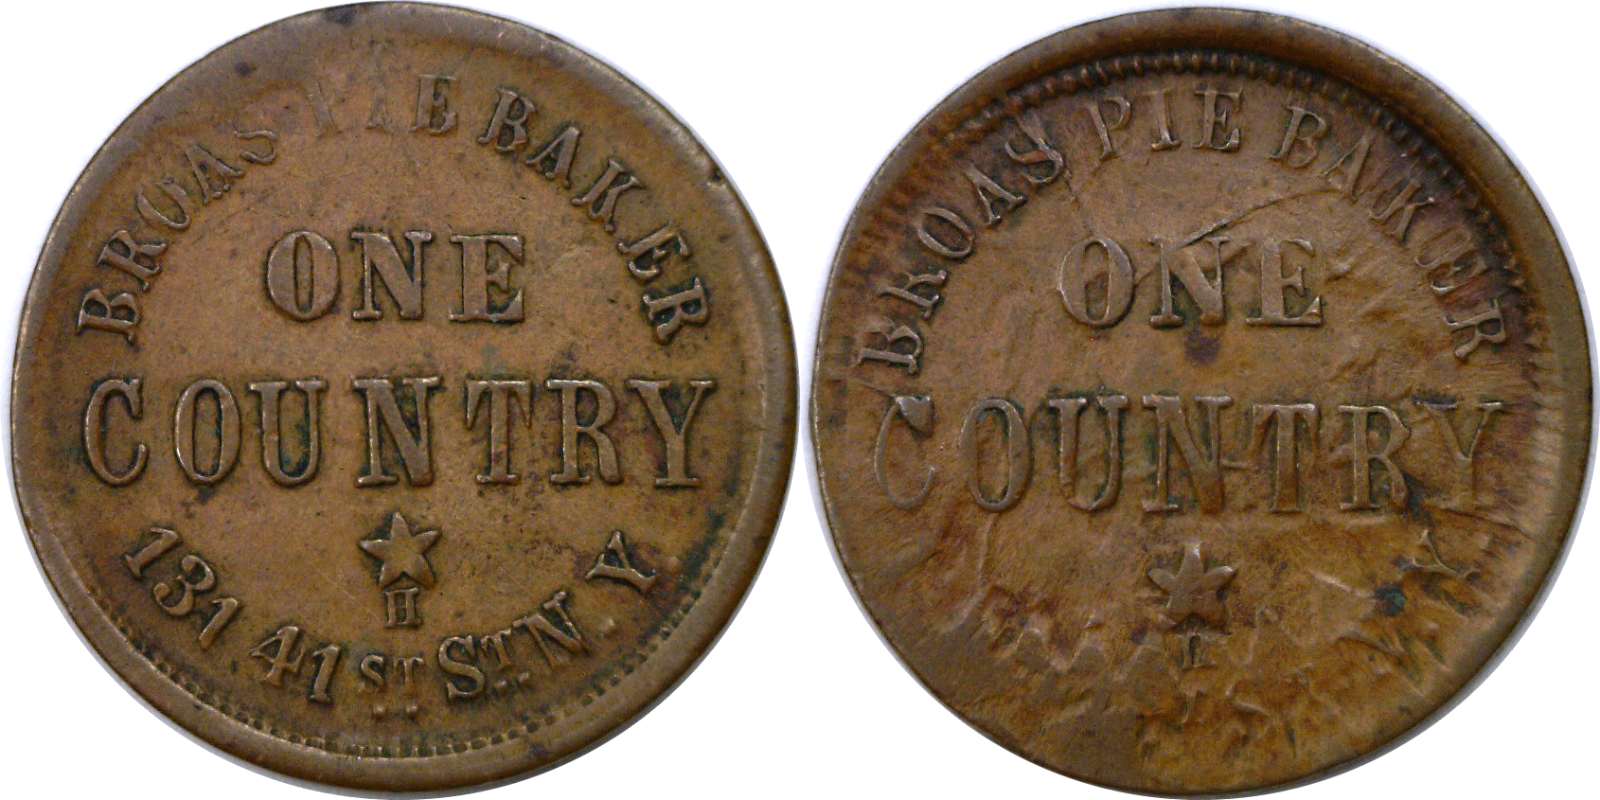 BROAS PIE BAKER
ONE
COUNTRY
H
131 41ST ST. N. Y
BROAS PIE BAKER
ONE
COUNTRY
N. Y.